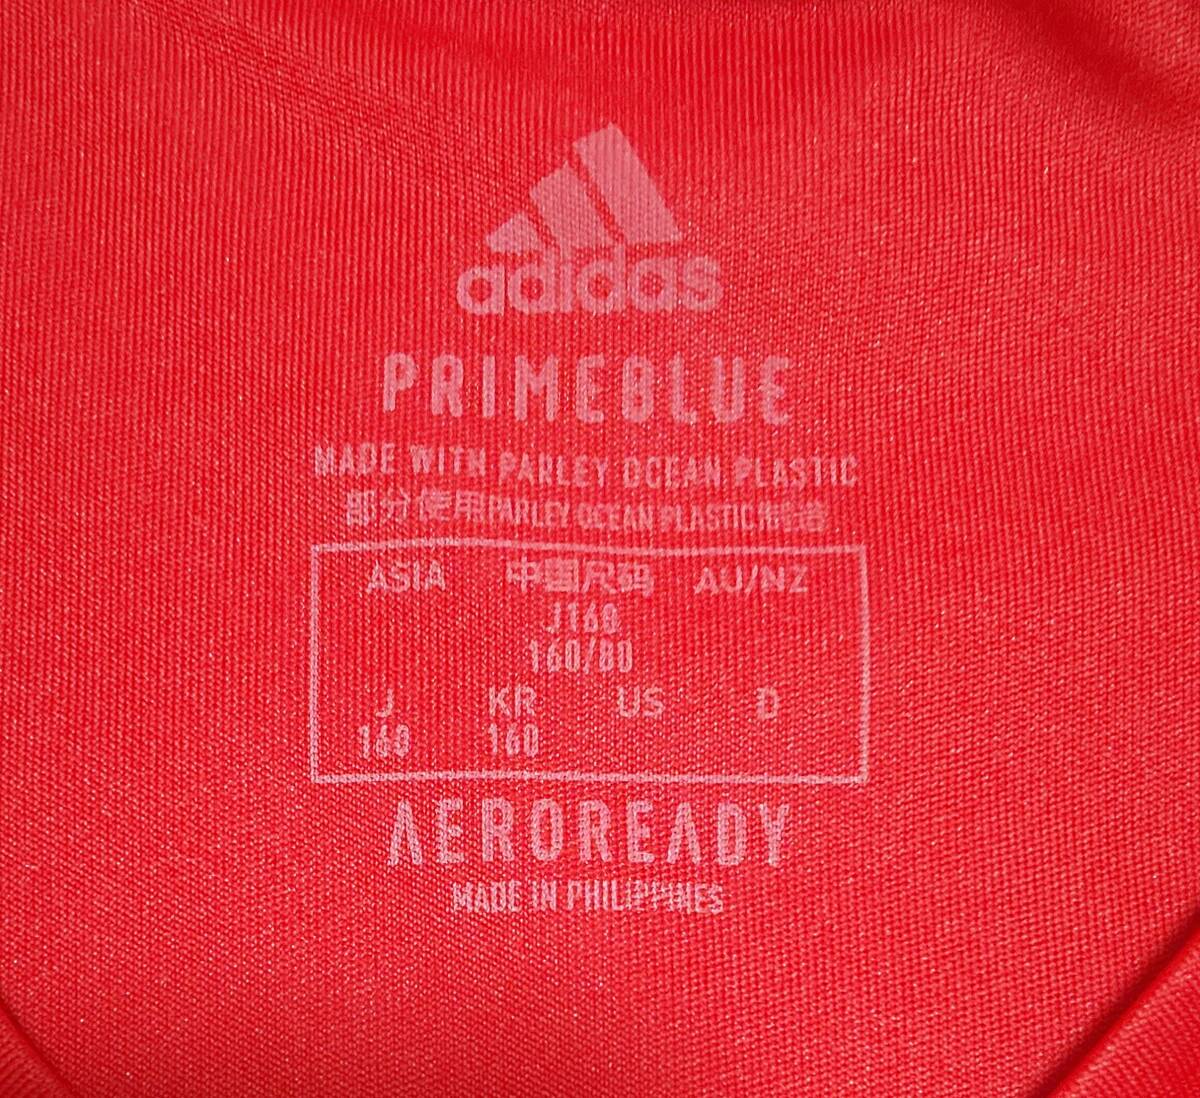 adidas
PRIMEBLUE
MADE WITH PARLEY OCEAN PLASTIC
部分使用PARLEY OCEAN PLASTIC布制造
ASIA 中国尺码 AU/NZ
J160
160/80
J KR US D
160 160
AEROREADY
MADE IN PHILIPPINES